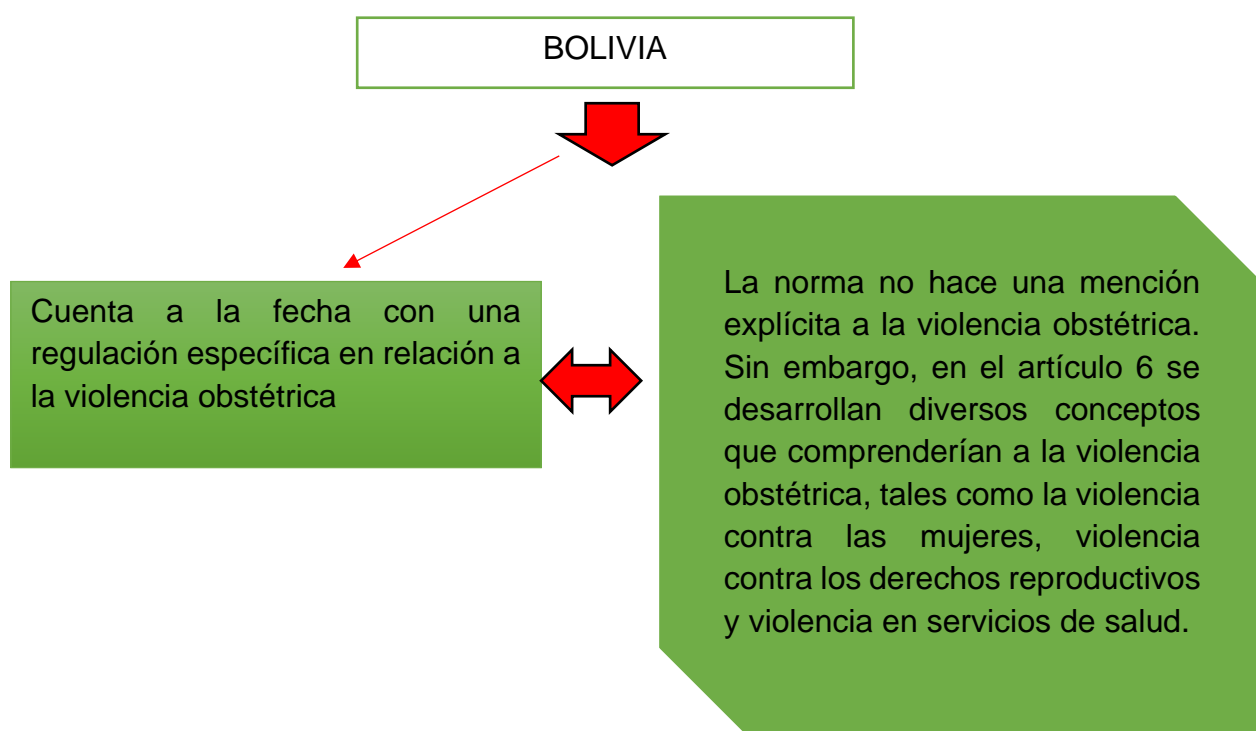 BOLIVIA
Cuenta a la fecha con una
regulación específica en relación a
la violencia obstétrica
La norma no hace una mención
explícita a la violencia obstétrica.
Sin embargo, en el artículo 6 se
desarrollan diversos conceptos
que comprenderían a la violencia
obstétrica, tales como la violencia
contra las mujeres, violencia
contra los derechos reproductivos
y violencia en servicios de salud.